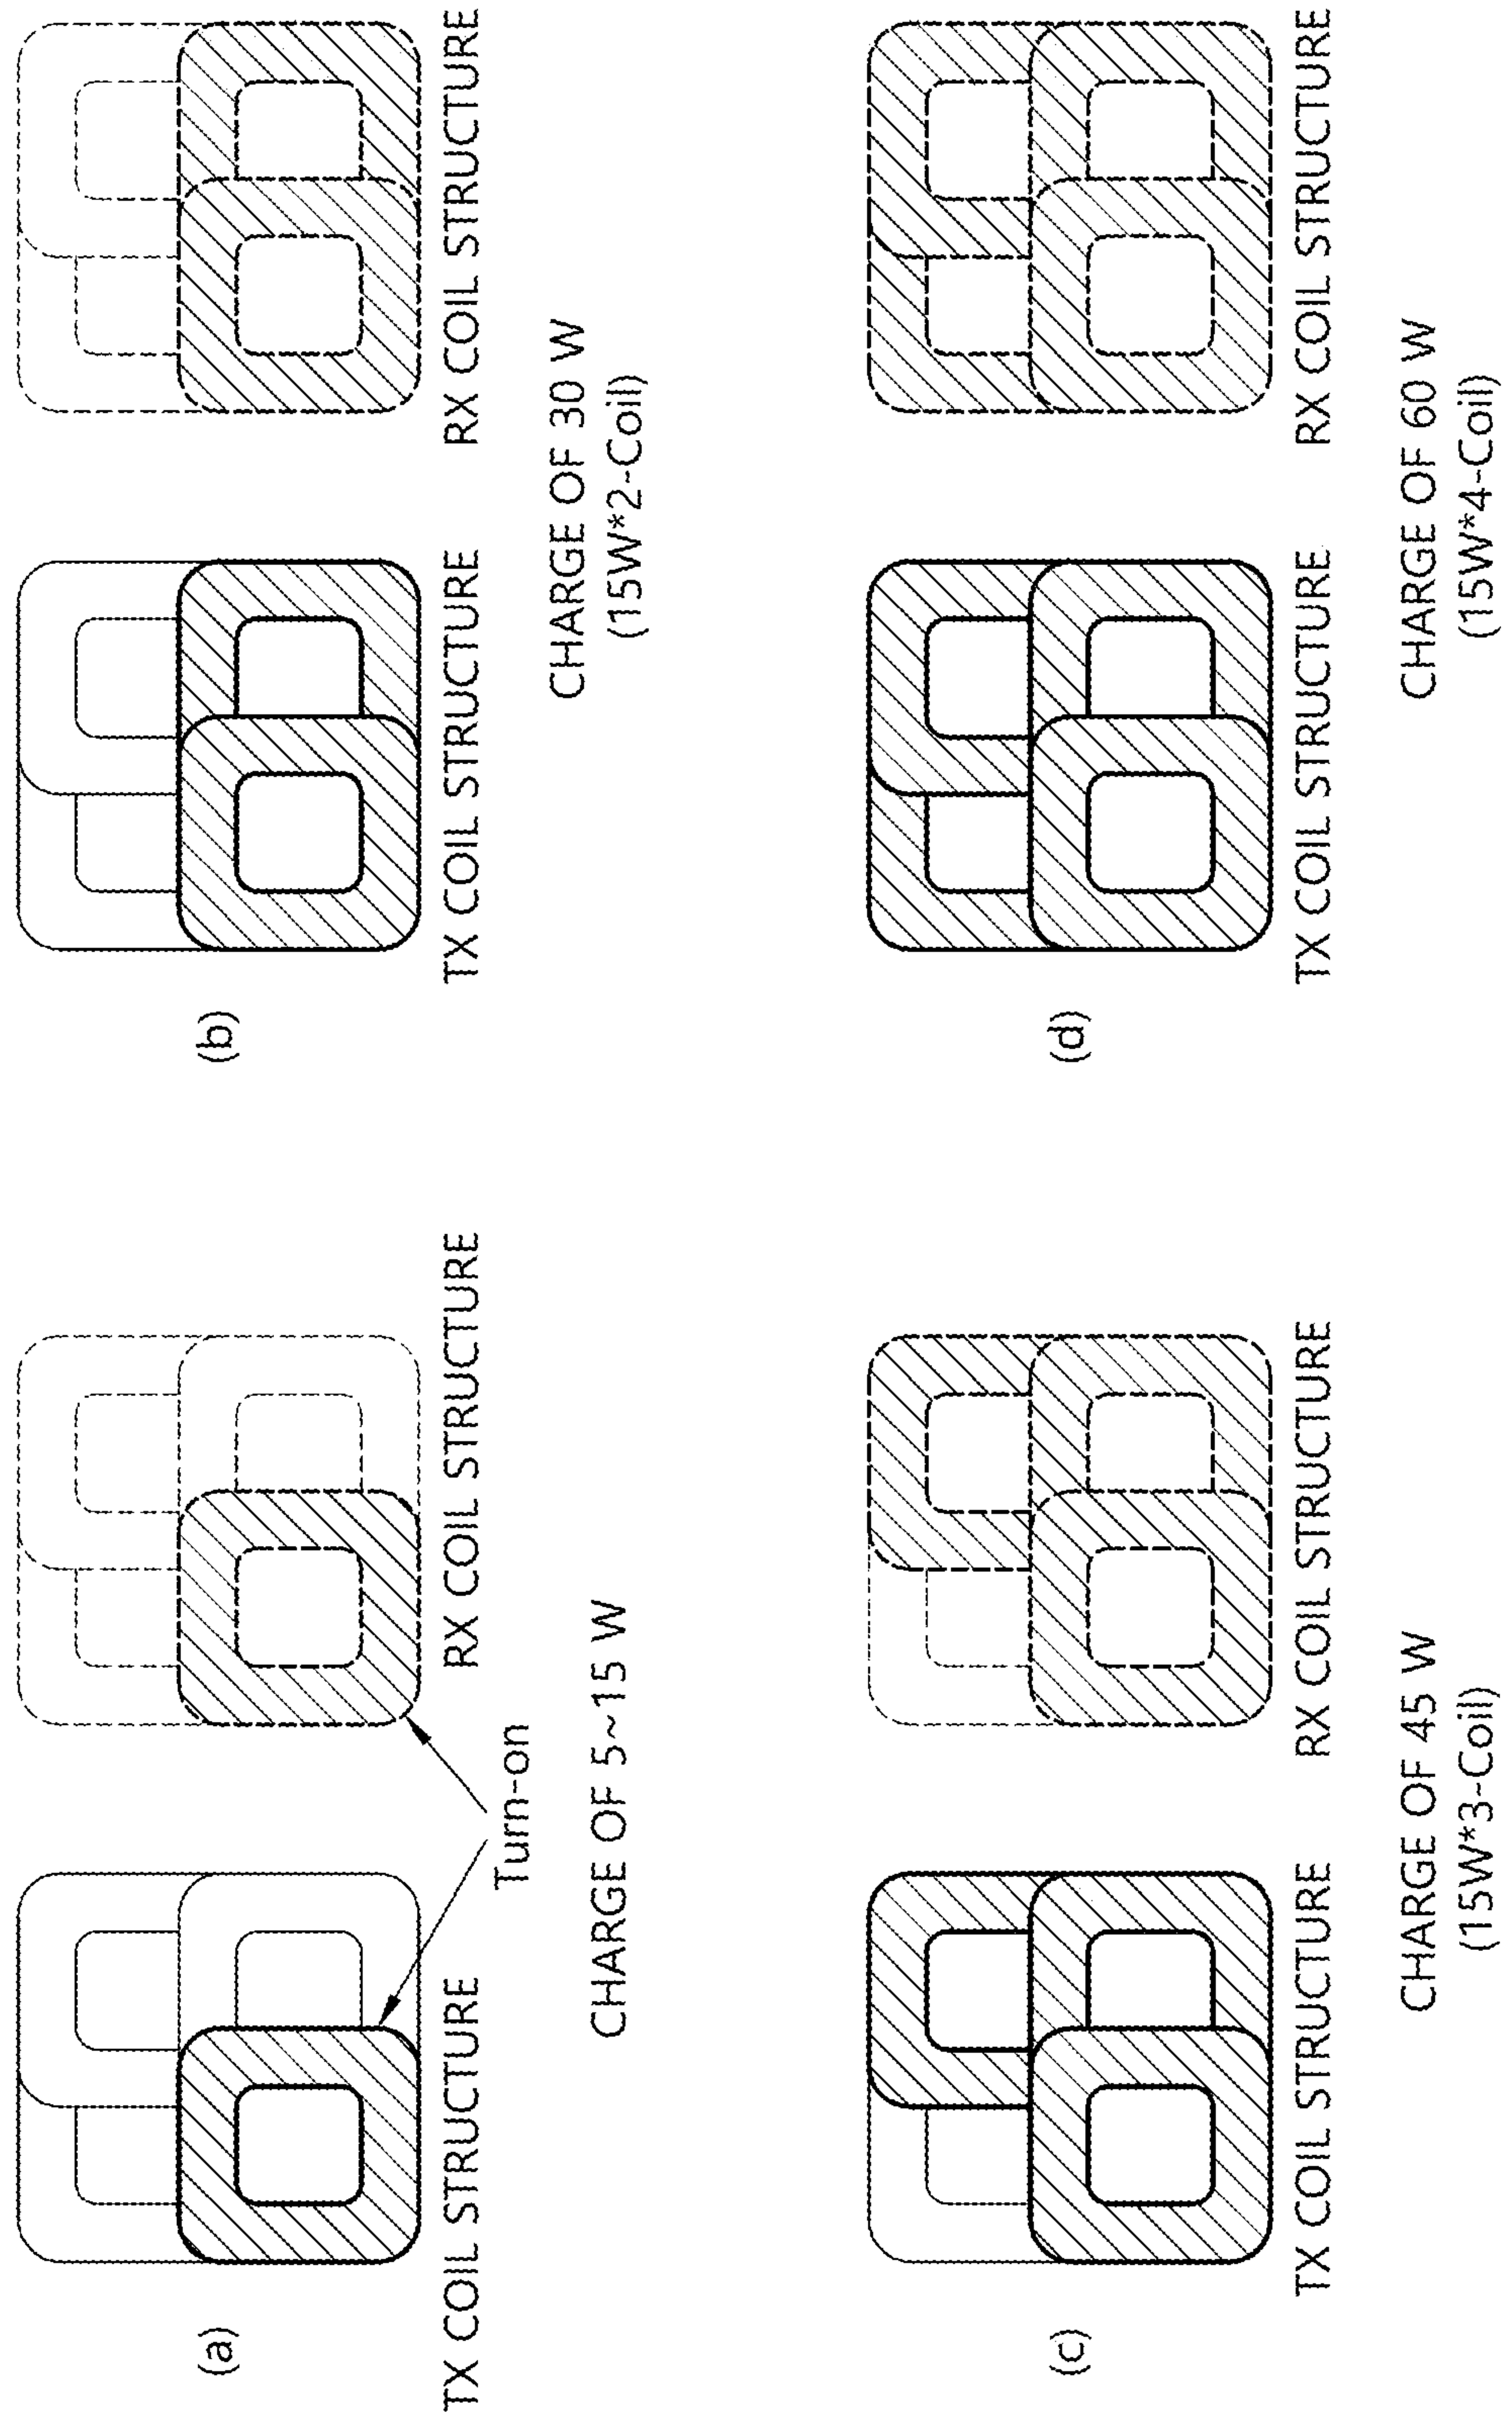 (a)
TX COIL STRUCTURE
RX COIL STRUCTURE
Turn-on
CHARGE OF 5~15 W
(b)
TX COIL STRUCTURE
RX COIL STRUCTURE
CHARGE OF 30 W
(15W*2-Coil)
(c)
TX COIL STRUCTURE
RX COIL STRUCTURE
CHARGE OF 45 W
(15W*3-Coil)
(d)
TX COIL STRUCTURE
RX COIL STRUCTURE
CHARGE OF 60 W
(15W*4-Coil)